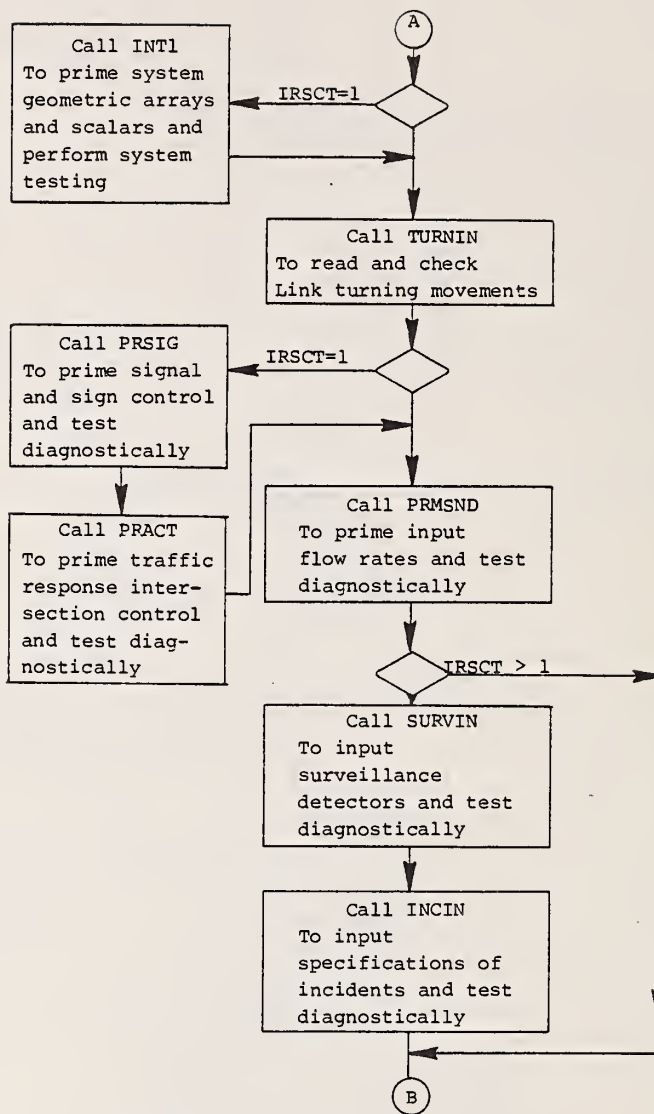 A
Call INT1
To prime system
geometric arrays
and scalars and
perform system
testing
IRSCT=1
Call TURNIN
To read and check
Link turning movements
Call PRSIG
To prime signal
and sign control
and test
diagnostically
IRSCT=1
Call PRACT
To prime traffic
response inter-
section control
and test diag-
nostically
Call PRMSND
To prime input
flow rates and test
diagnostically
IRSCT > 1
Call SURVIN
To input
surveillance
detectors and test
diagnostically
Call INCIN
To input
specifications of
incidents and test
diagnostically
B